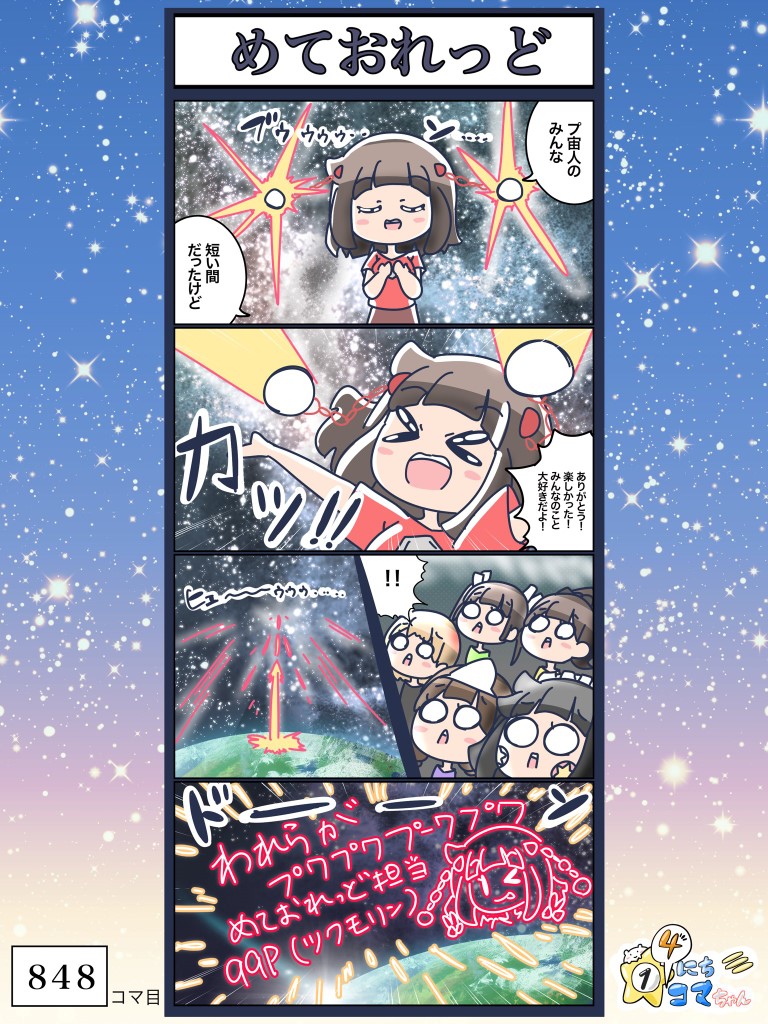 めておれっど
プ宙人の
みんな
ブゥゥゥゥ‥ン‥‥
短い間
だったけど
カッ!!
ありがとう!
楽しかった!
みんなのこと
大好きだよ!
ヒューーゥゥゥ‥‥
!!
ドーーン
われらが
プワプワプーワプワ
めておれっど担当
99P(ツクモリン)
848
コマ目
1
にち
4
コマ
ちゃん